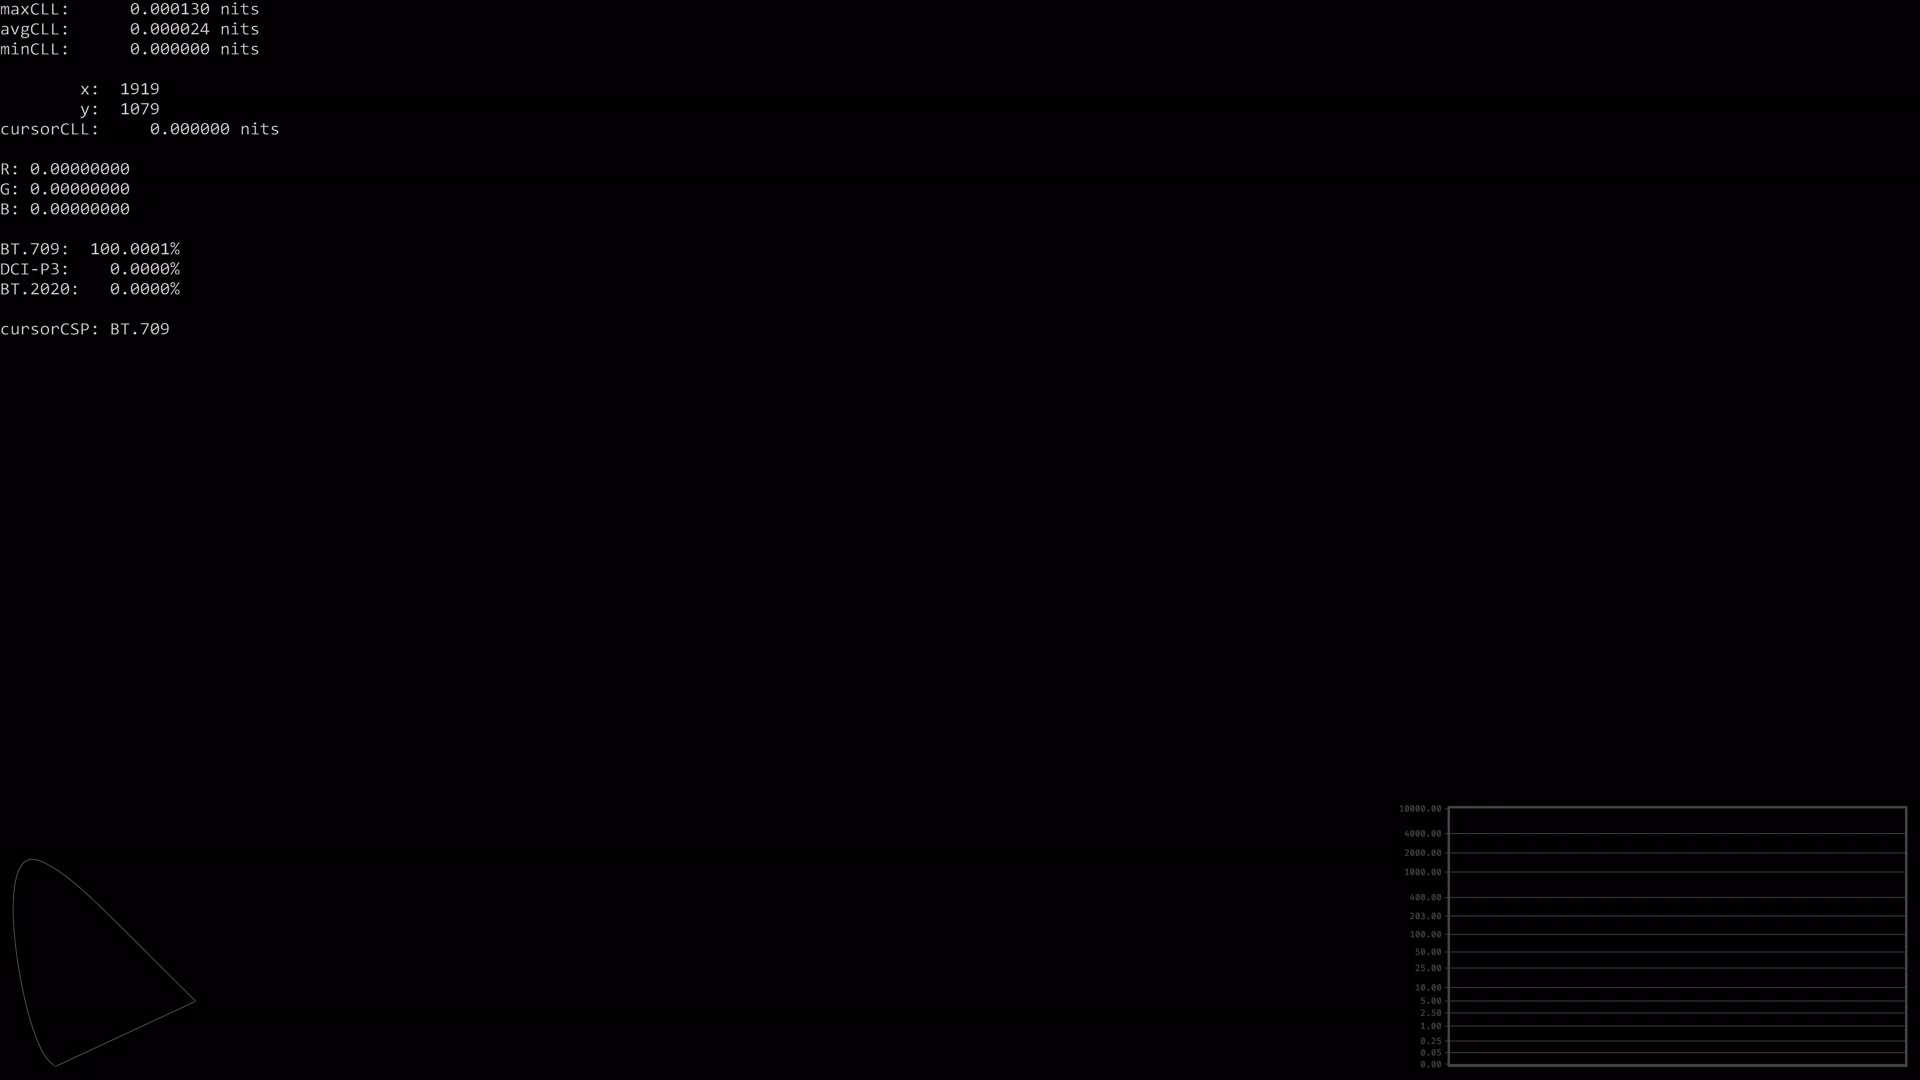 maxCLL: 0.000130 nits
avgCLL: 0.000024 nits
minCLL: 0.000000 nits
x: 1919
y: 1079
cursorCLL: 0.000000 nits
R: 0.00000000
G: 0.00000000
B: 0.00000000
BT.709: 100.0001%
DCI-P3: 0.0000%
BT.2020: 0.0000%
cursorCSP: BT.709
10000.00
4000.00
2000.00
1000.00
400.00
203.00
100.00
50.00
25.00
10.00
5.00
2.50
1.00
0.25
0.05
0.00